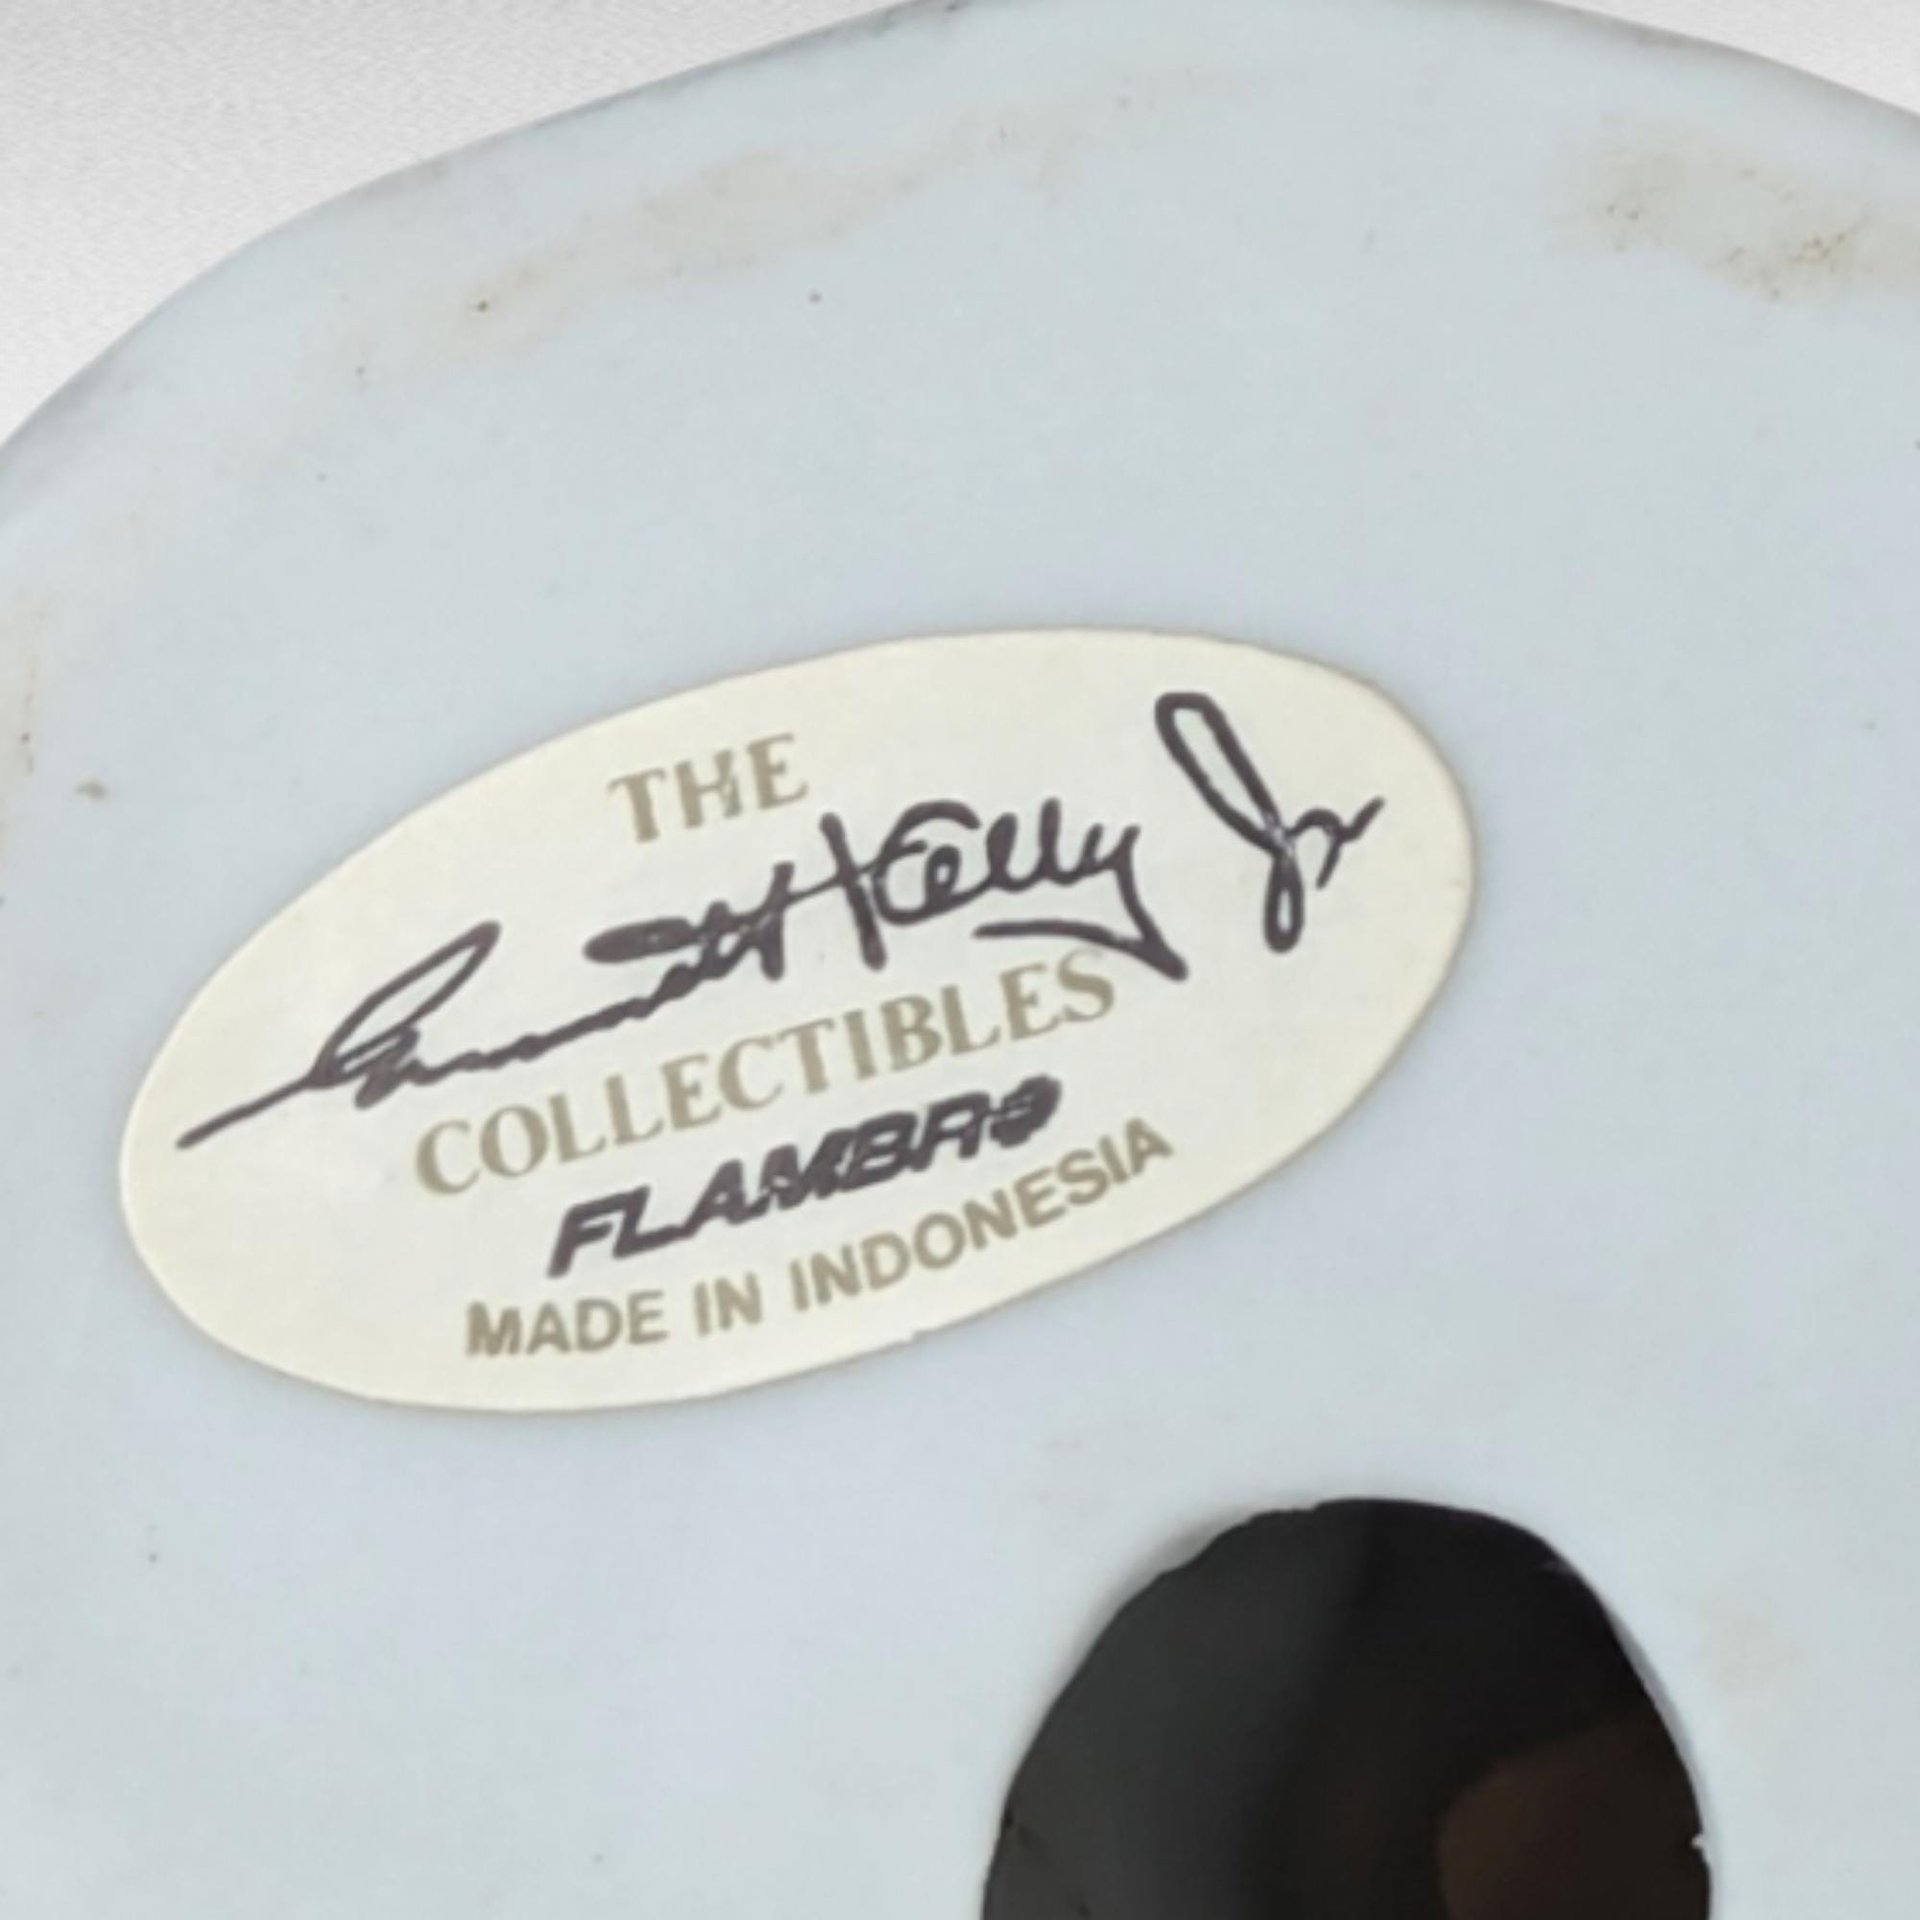 THE
Emmett Kelly Jr
COLLECTIBLES
FLAMBRO
MADE IN INDONESIA